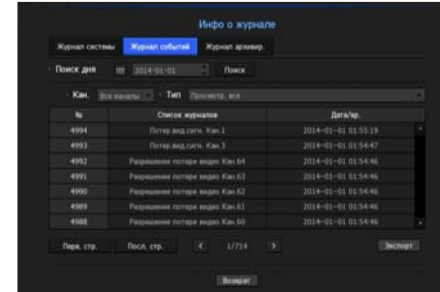 Инфо о журнале
Журнал системы Журнал событий Журнал архивир.
Поиск дня 2014-01-01 Поиск
Кан. Все каналы Тип Просмотр. все
№ Список журналов Дата/вр.
4994 Потер.вид.сигн. Кан.1 2014-01-01 01:55:19
4993 Потер.вид.сигн. Кан.3 2014-01-01 01:54:47
4992 Разрешение потери видео Кан.64 2014-01-01 01:54:46
4991 Разрешение потери видео Кан.63 2014-01-01 01:54:46
4990 Разрешение потери видео Кан.62 2014-01-01 01:54:46
4989 Разрешение потери видео Кан.61 2014-01-01 01:54:46
4988 Разрешение потери видео Кан.60 2014-01-01 01:54:46
Перв. стр. Посл. стр. < 1/714 > Экспорт
Возврат